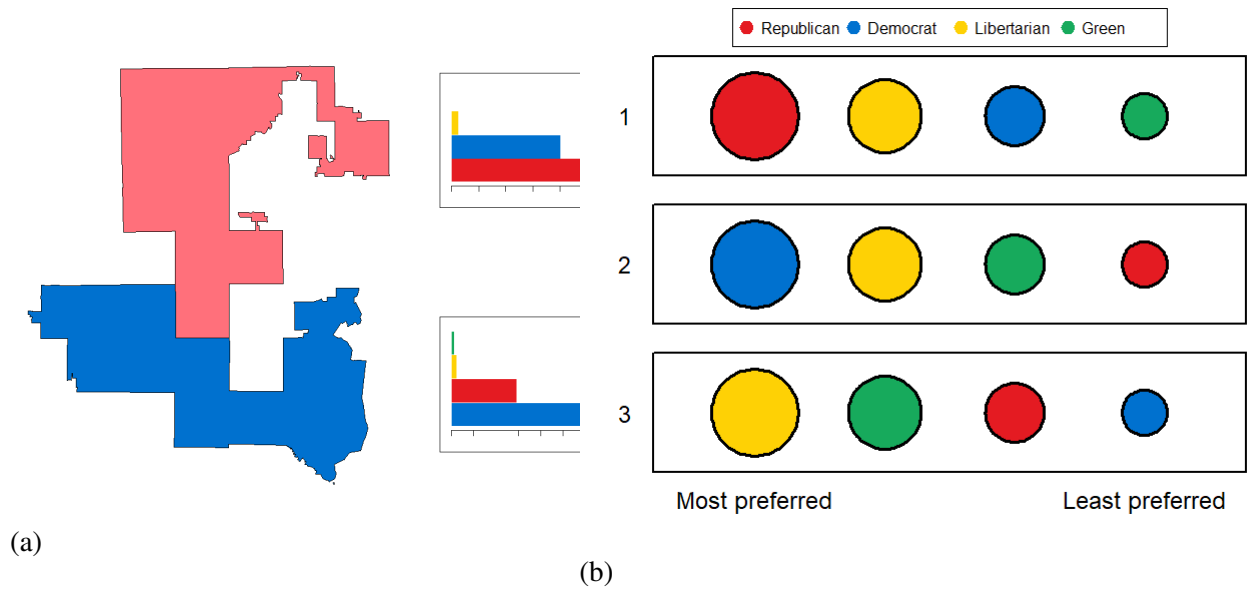 Republican Democrat Libertarian Green
1
2
3
Most preferred Least preferred
(a)
(b)